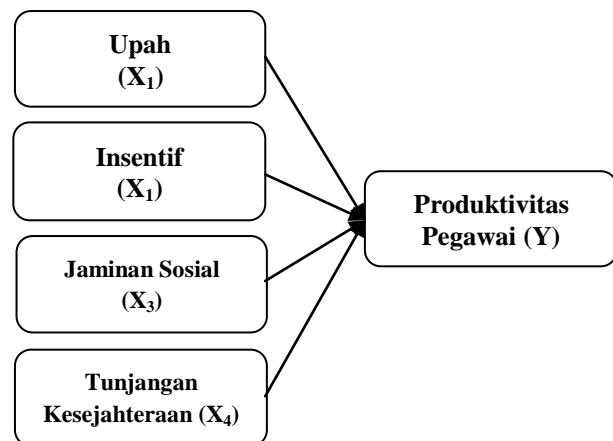 Upah
(X₁)
Insentif
(X₁)
Jaminan Sosial
(X₃)
Tunjangan
Kesejahteraan (X₄)
Produktivitas
Pegawai (Y)